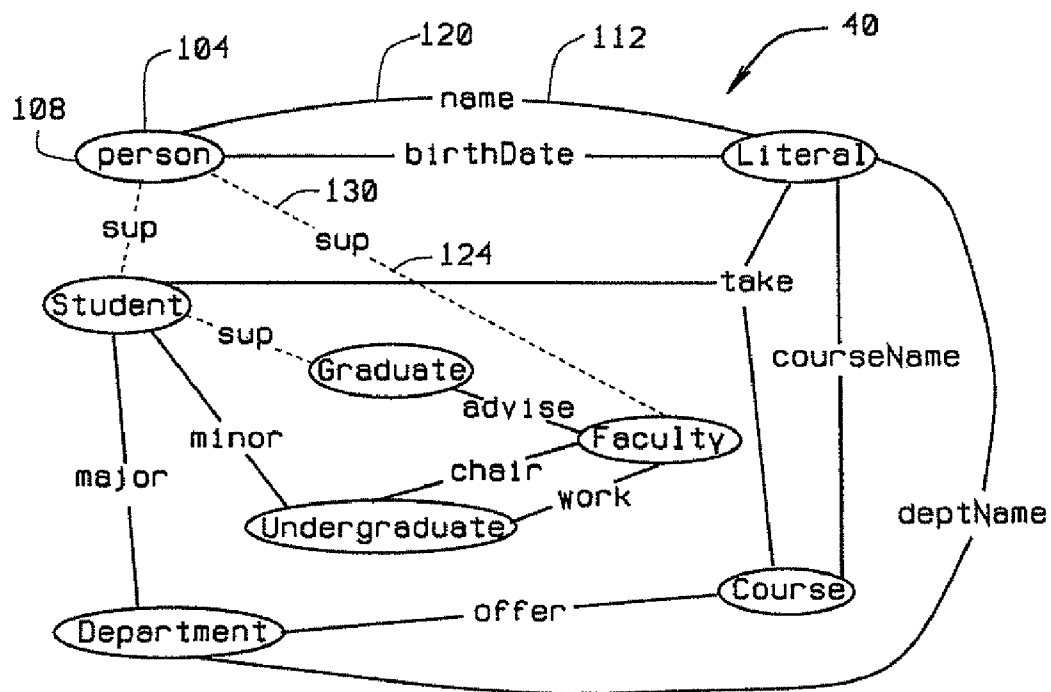 120
112
40
104
name
108
person
birthDate
Literal
130
sup
sup
124
take
Student
sup
Graduate
courseName
advise
Faculty
minor
chair
major
work
Undergraduate
deptName
Course
offer
Department